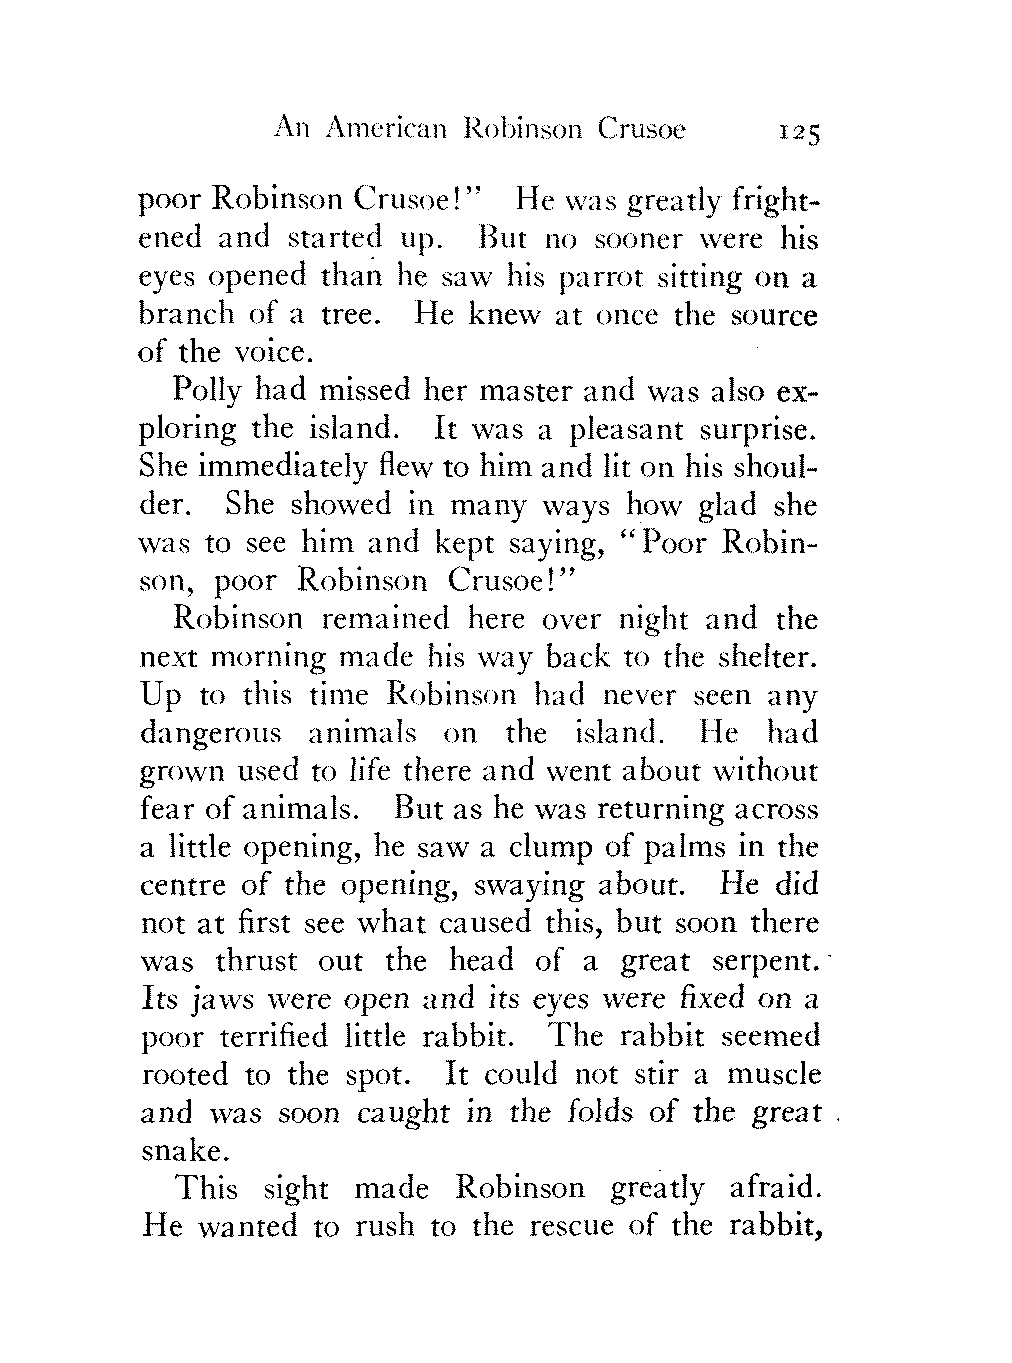 An American Robinson Crusoe 125
poor Robinson Crusoe!" He was greatly fright-
ened and started up. But no sooner were his
eyes opened than he saw his parrot sitting on a
branch of a tree. He knew at once the source
of the voice.
Polly had missed her master and was also ex-
ploring the island. It was a pleasant surprise.
She immediately flew to him and lit on his shoul-
der. She showed in many ways how glad she
was to see him and kept saying, "Poor Robin-
son, poor Robinson Crusoe!"
Robinson remained here over night and the
next morning made his way back to the shelter.
Up to this time Robinson had never seen any
dangerous animals on the island. He had
grown used to life there and went about without
fear of animals. But as he was returning across
a little opening, he saw a clump of palms in the
centre of the opening, swaying about. He did
not at first see what caused this, but soon there
was thrust out the head of a great serpent.
Its jaws were open and its eyes were fixed on a
poor terrified little rabbit. The rabbit seemed
rooted to the spot. It could not stir a muscle
and was soon caught in the folds of the great
snake.
This sight made Robinson greatly afraid.
He wanted to rush to the rescue of the rabbit,